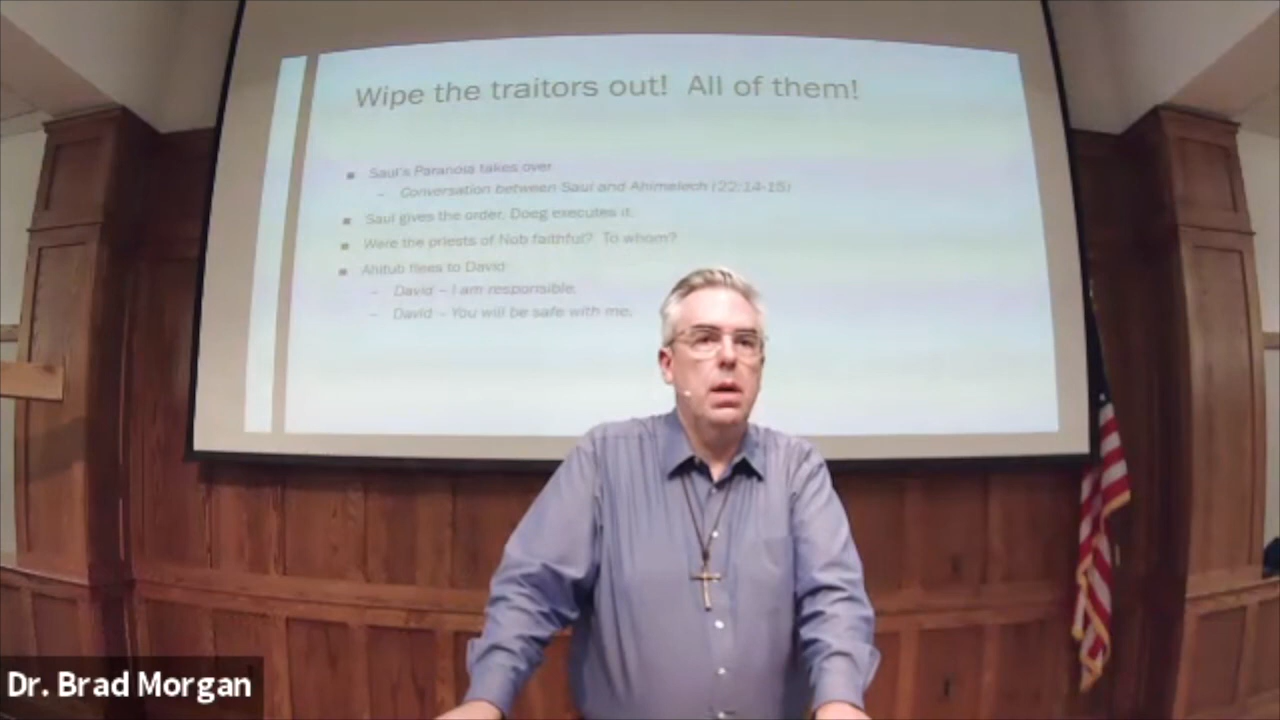 Wipe the traitors out! All of them!
■ Saul's Paranoia takes over
– Conversation between Saul and Ahimelech (22:14-15)
■ Saul gives the order, Doeg executes it.
■ Were the priests of Nob faithful? To whom?
■ Ahitub flees to David
– David – I am responsible.
– David – You will be safe with me.
Dr. Brad Morgan